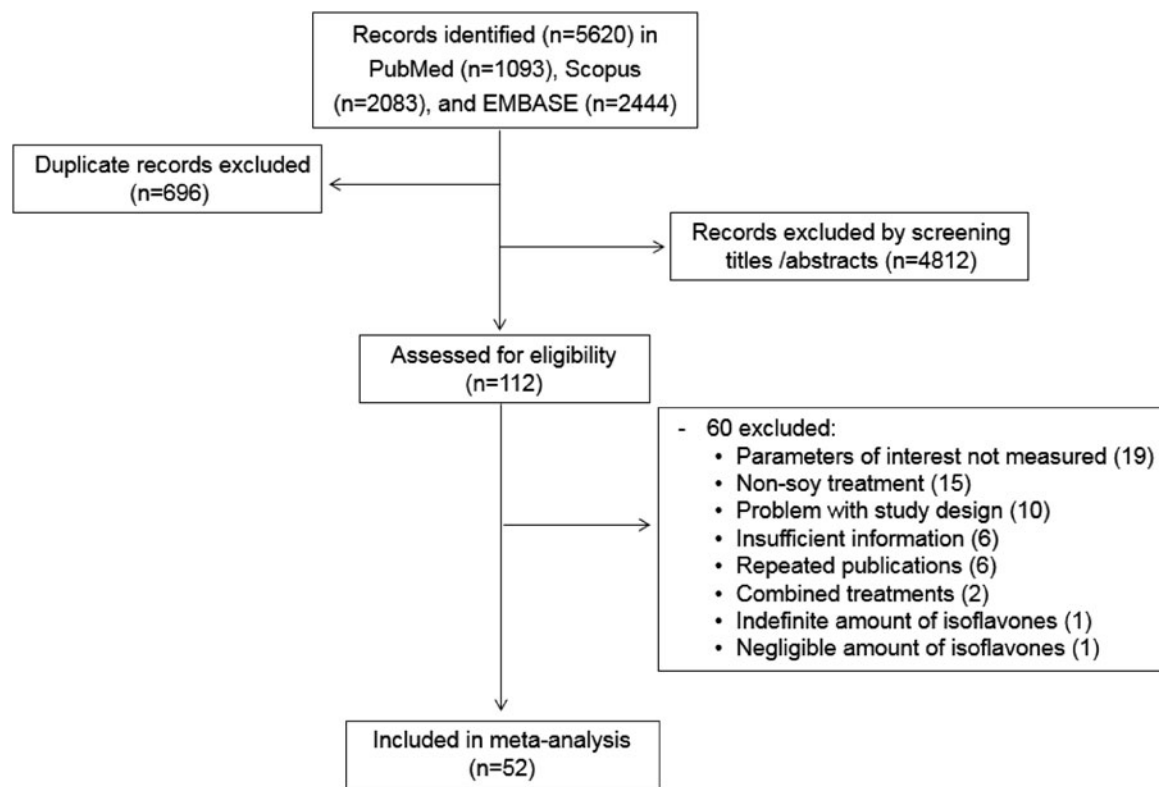 Records identified (n=5620) in
PubMed (n=1093), Scopus
(n=2083), and EMBASE (n=2444)
Duplicate records excluded
(n=696)
Records excluded by screening
titles /abstracts (n=4812)
Assessed for eligibility
(n=112)
- 60 excluded:
• Parameters of interest not measured (19)
• Non-soy treatment (15)
• Problem with study design (10)
• Insufficient information (6)
• Repeated publications (6)
• Combined treatments (2)
• Indefinite amount of isoflavones (1)
• Negligible amount of isoflavones (1)
Included in meta-analysis
(n=52)